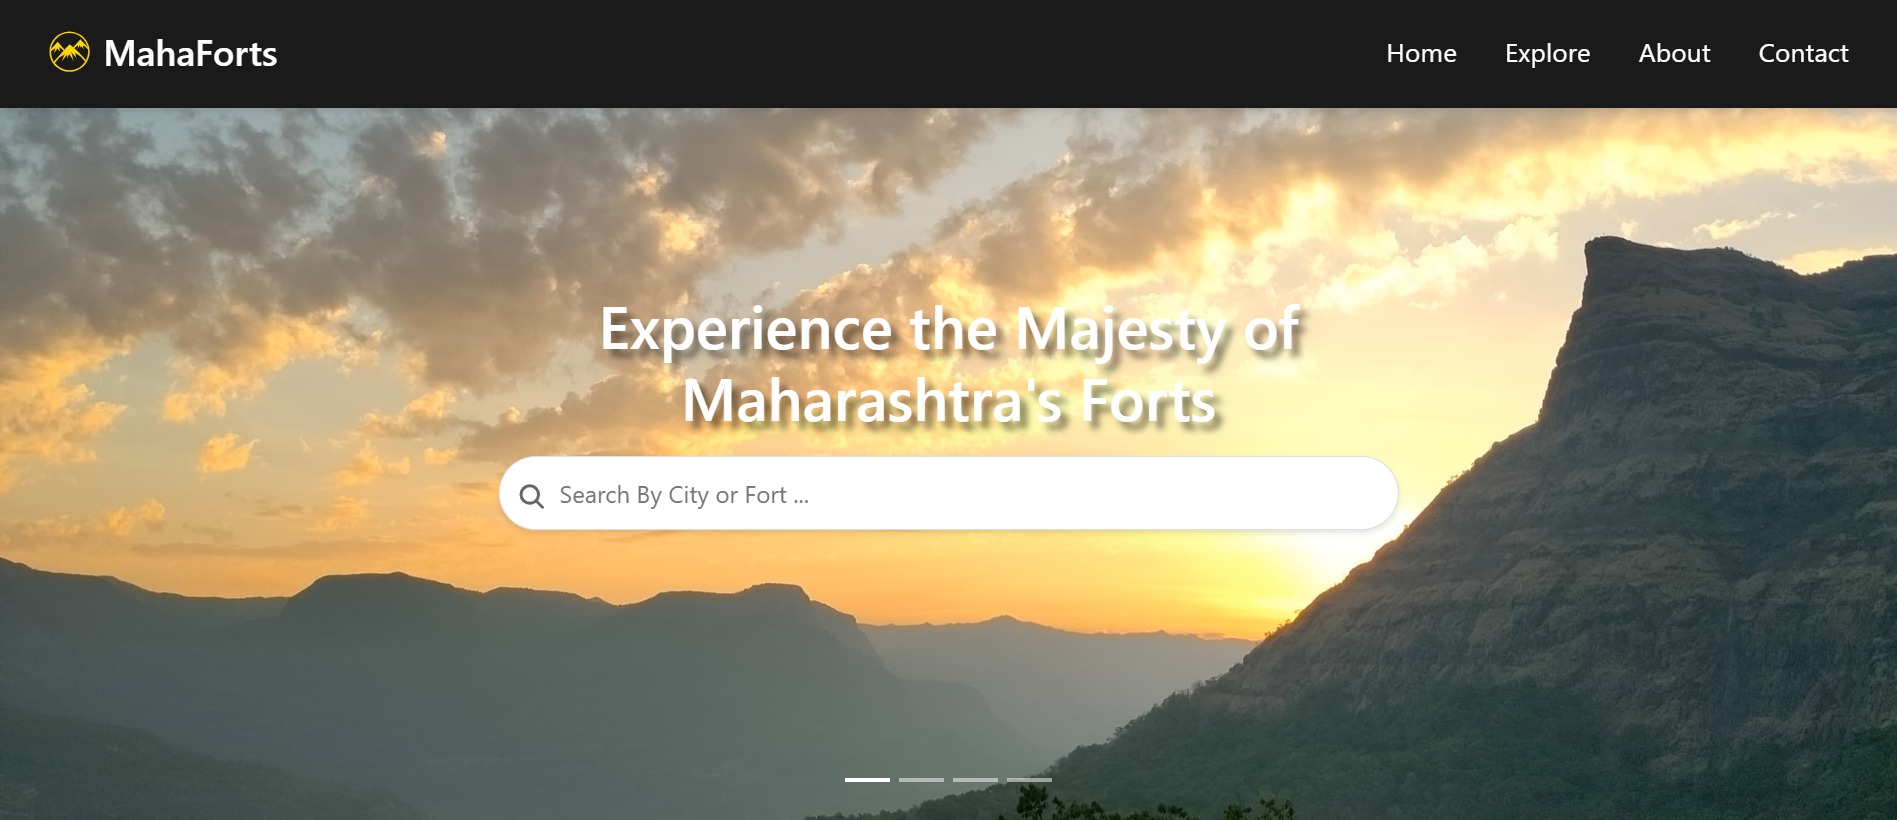 MahaForts
Home
Explore
About
Contact
Experience the Majesty of
Maharashtra's Forts
Search By City or Fort ...